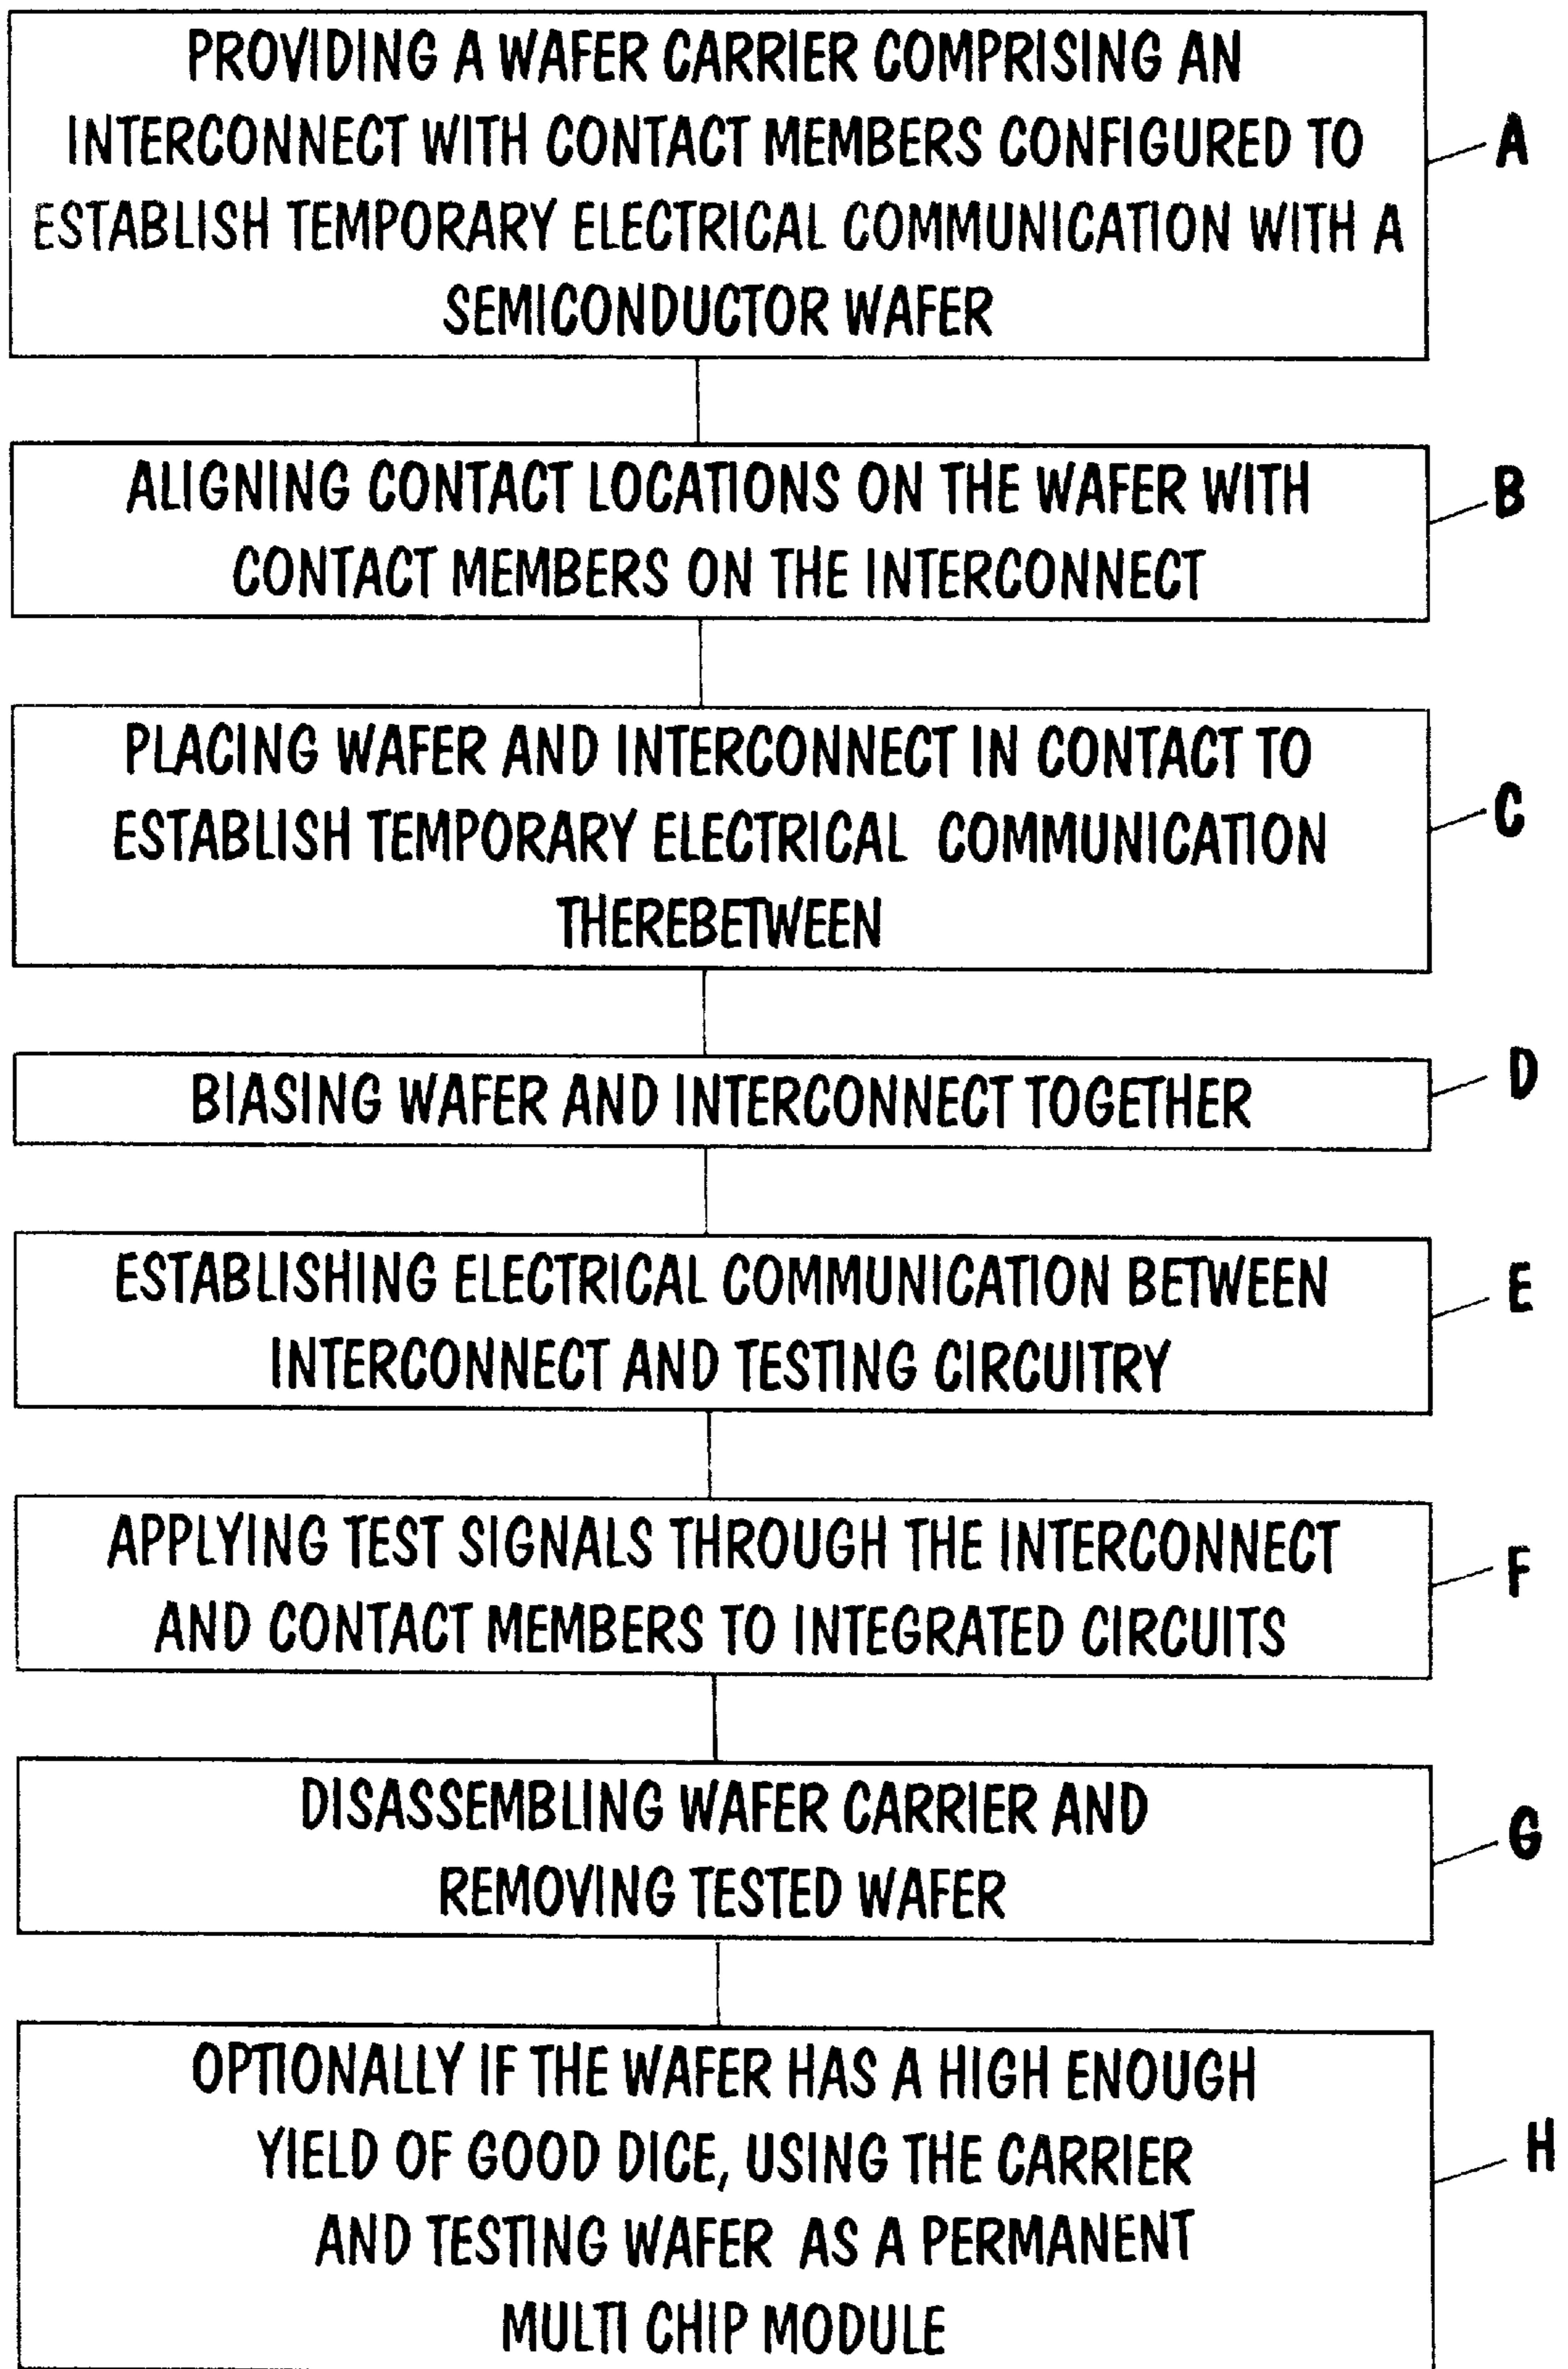 PROVIDING A WAFER CARRIER COMPRISING AN
INTERCONNECT WITH CONTACT MEMBERS CONFIGURED TO
ESTABLISH TEMPORARY ELECTRICAL COMMUNICATION WITH A
SEMICONDUCTOR WAFER
A
ALIGNING CONTACT LOCATIONS ON THE WAFER WITH
CONTACT MEMBERS ON THE INTERCONNECT
B
PLACING WAFER AND INTERCONNECT IN CONTACT TO
ESTABLISH TEMPORARY ELECTRICAL COMMUNICATION
THEREBETWEEN
C
BIASING WAFER AND INTERCONNECT TOGETHER
D
ESTABLISHING ELECTRICAL COMMUNICATION BETWEEN
INTERCONNECT AND TESTING CIRCUITRY
E
APPLYING TEST SIGNALS THROUGH THE INTERCONNECT
AND CONTACT MEMBERS TO INTEGRATED CIRCUITS
F
DISASSEMBLING WAFER CARRIER AND
REMOVING TESTED WAFER
G
OPTIONALLY IF THE WAFER HAS A HIGH ENOUGH
YIELD OF GOOD DICE, USING THE CARRIER
AND TESTING WAFER AS A PERMANENT
MULTI CHIP MODULE
H